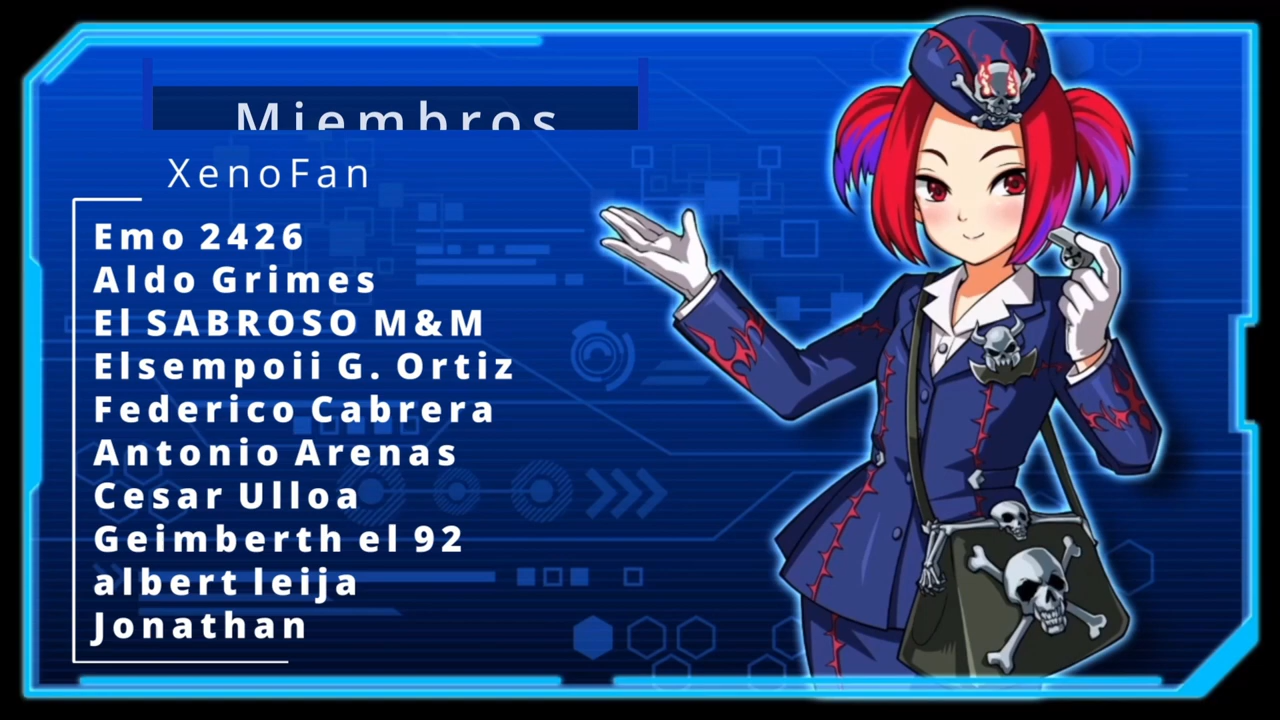 Miembros
XenoFan
Emo 2426
Aldo Grimes
El SABROSO M&M
Elsempoii G. Ortiz
Federico Cabrera
Antonio Arenas
Cesar Ulloa
Geimberth el 92
albert leija
Jonathan